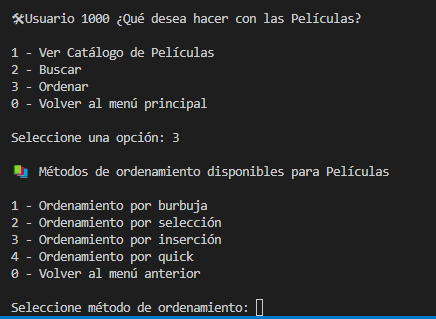 🛠Usuario 1000 ¿Qué desea hacer con las Películas?
1 - Ver Catálogo de Películas
2 - Buscar
3 - Ordenar
0 - Volver al menú principal
Seleccione una opción: 3
Métodos de ordenamiento disponibles para Películas
1 - Ordenamiento por burbuja
2 - Ordenamiento por selección
3 - Ordenamiento por inserción
4 - Ordenamiento por quick
0 - Volver al menú anterior
Seleccione método de ordenamiento: